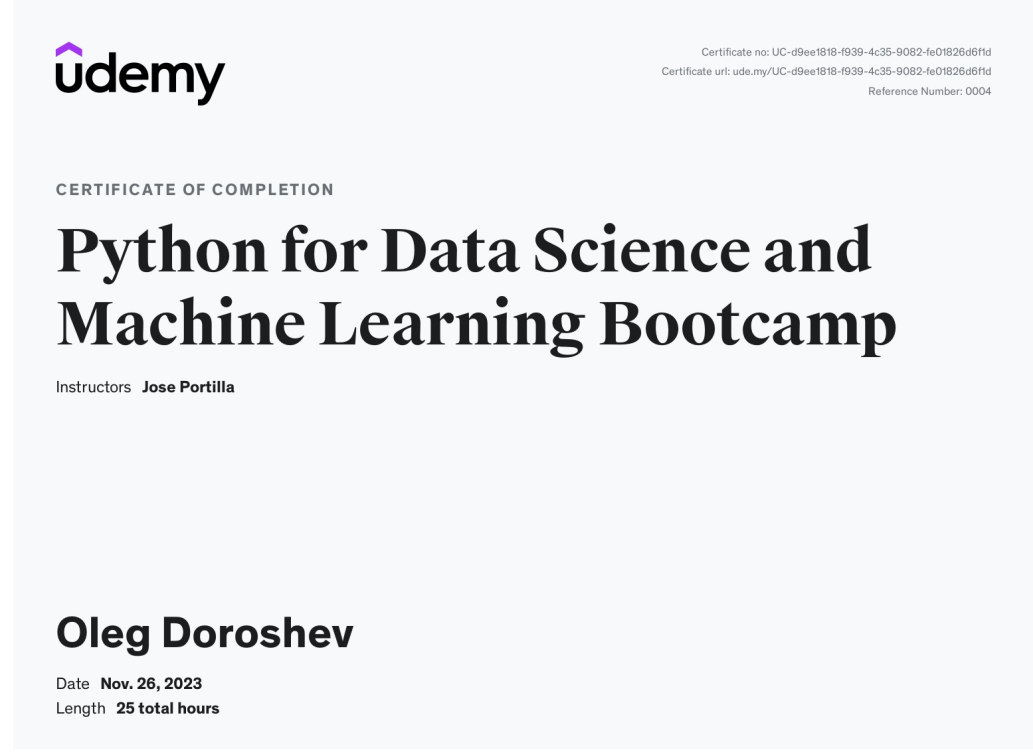 udemy
Certificate no: UC-d9ee1818-f939-4c35-9082-fe01826d6f1d
Certificate url: ude.my/UC-d9ee1818-f939-4c35-9082-fe01826d6f1d
Reference Number: 0004
CERTIFICATE OF COMPLETION
Python for Data Science and
Machine Learning Bootcamp
Instructors Jose Portilla
Oleg Doroshev
Date Nov. 26, 2023
Length 25 total hours